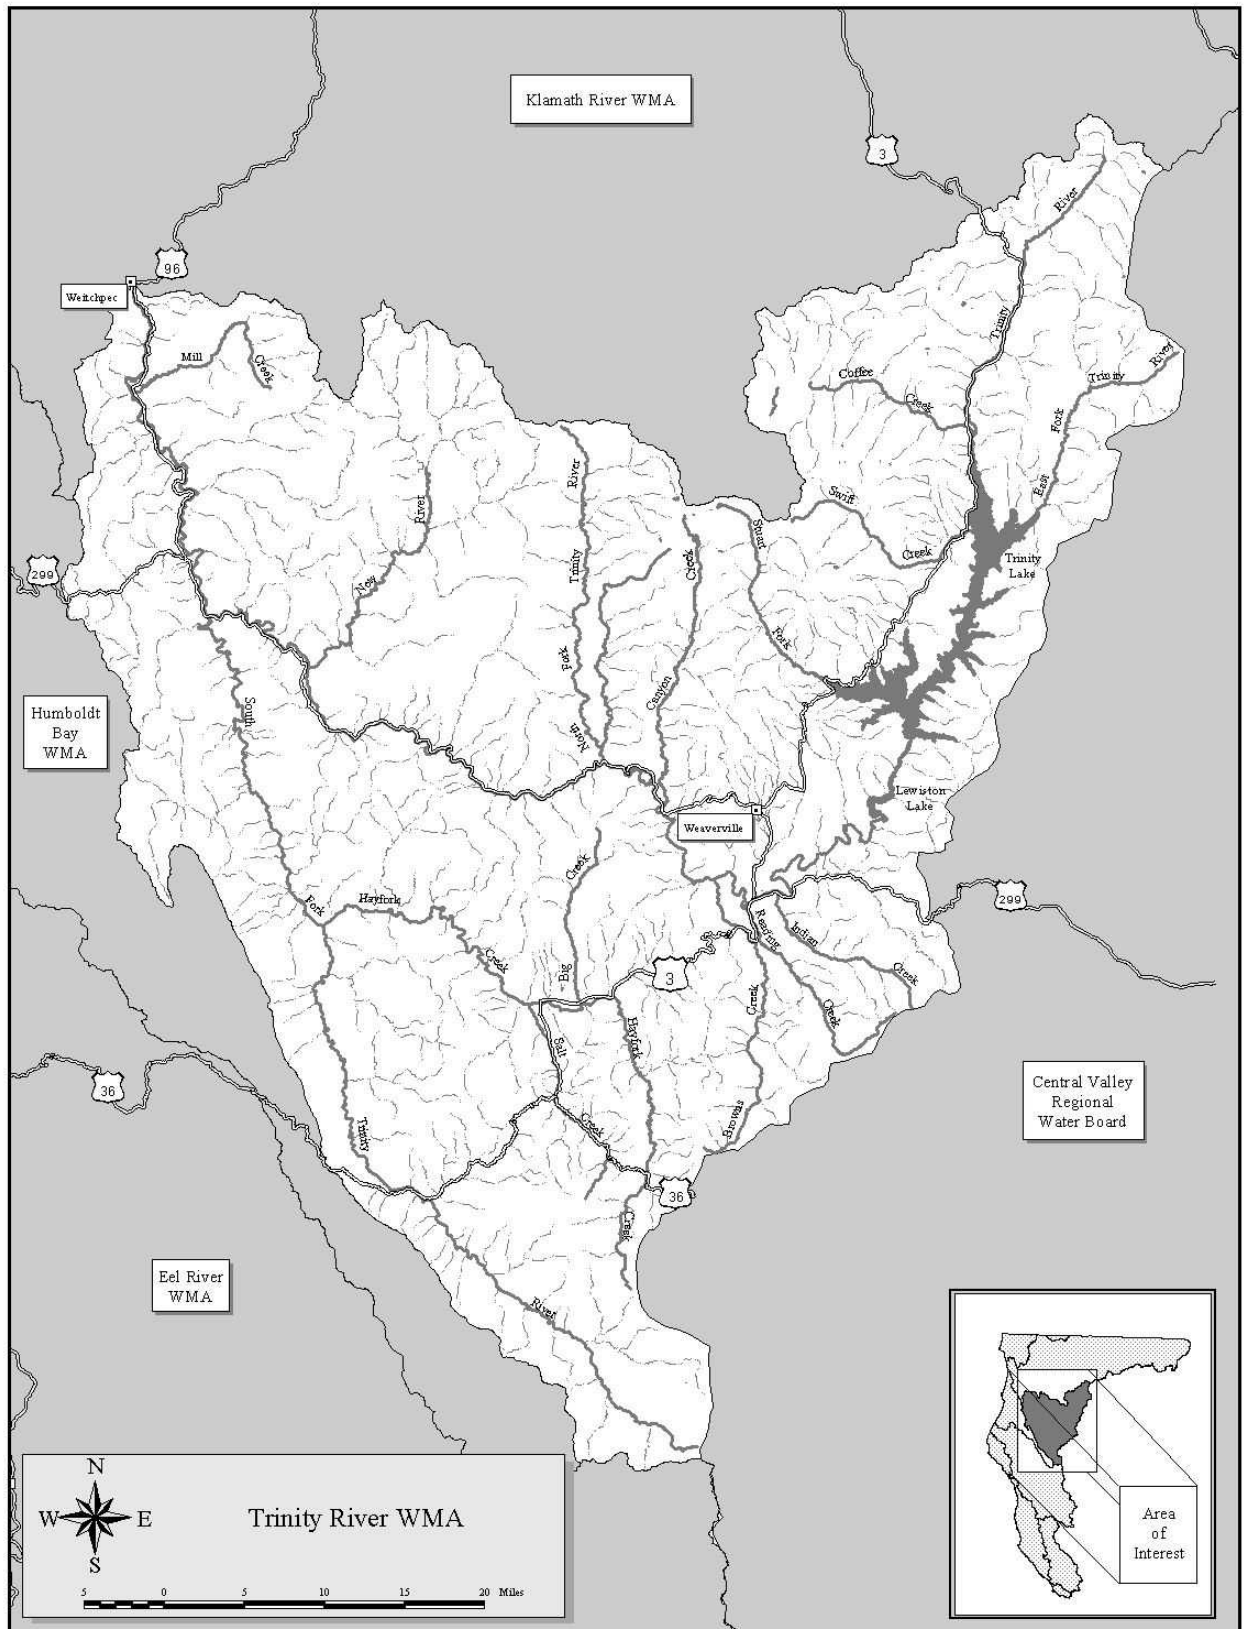 Klamath River WMA
3
River
96
Weitchpec
Mill
Creek
Trinity
Coffee
Creek
Trinity
River
Fork
East
River
River
Trinity
Fork
North
Swift
Creek
Stuart
Fork
Creek
Canyon
Trinity
Lake
299
New
River
South
Humboldt
Bay
WMA
Lewiston
Lake
Weaverville
Creek
Big
Hayfork
Creek
Fork
Reading
Creek
Indian
Creek
299
3
Hayfork
Creek
Salt
Creek
Creek
Browns
36
Trinity
36
Central Valley
Regional
Water Board
River
Eel River
WMA
N
W
E
S
Trinity River WMA
5
0
5
10
15
20
Miles
Area
of
Interest